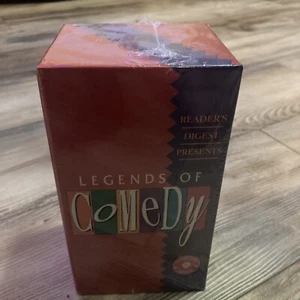 READER'S
DIGEST
PRESENTS
LEGENDS OF
COMeDy